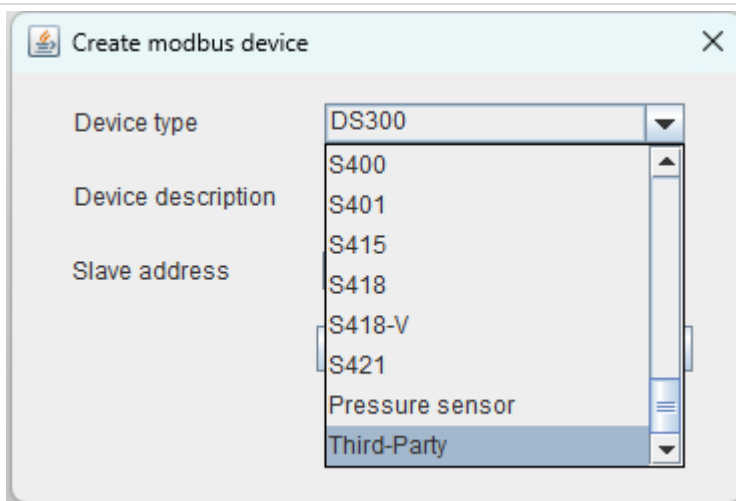 Create modbus device
Device type
DS300
S400
S401
Device description
S415
Slave address
S418
S418-V
S421
Pressure sensor
Third-Party